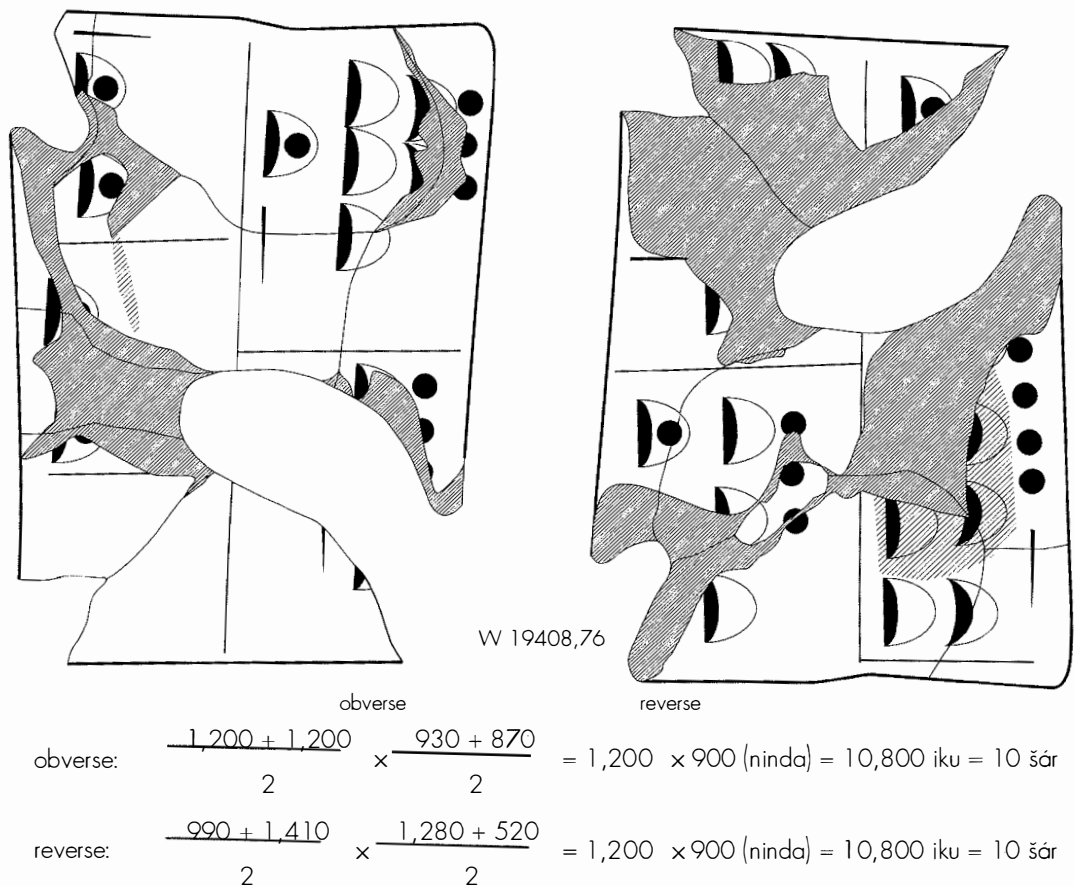 W 19408,76
obverse reverse
obverse: 1,200 + 1,200 / 2 × 930 + 870 / 2 = 1,200 × 900 (ninda) = 10,800 iku = 10 šár
reverse: 990 + 1,410 / 2 × 1,280 + 520 / 2 = 1,200 × 900 (ninda) = 10,800 iku = 10 šár